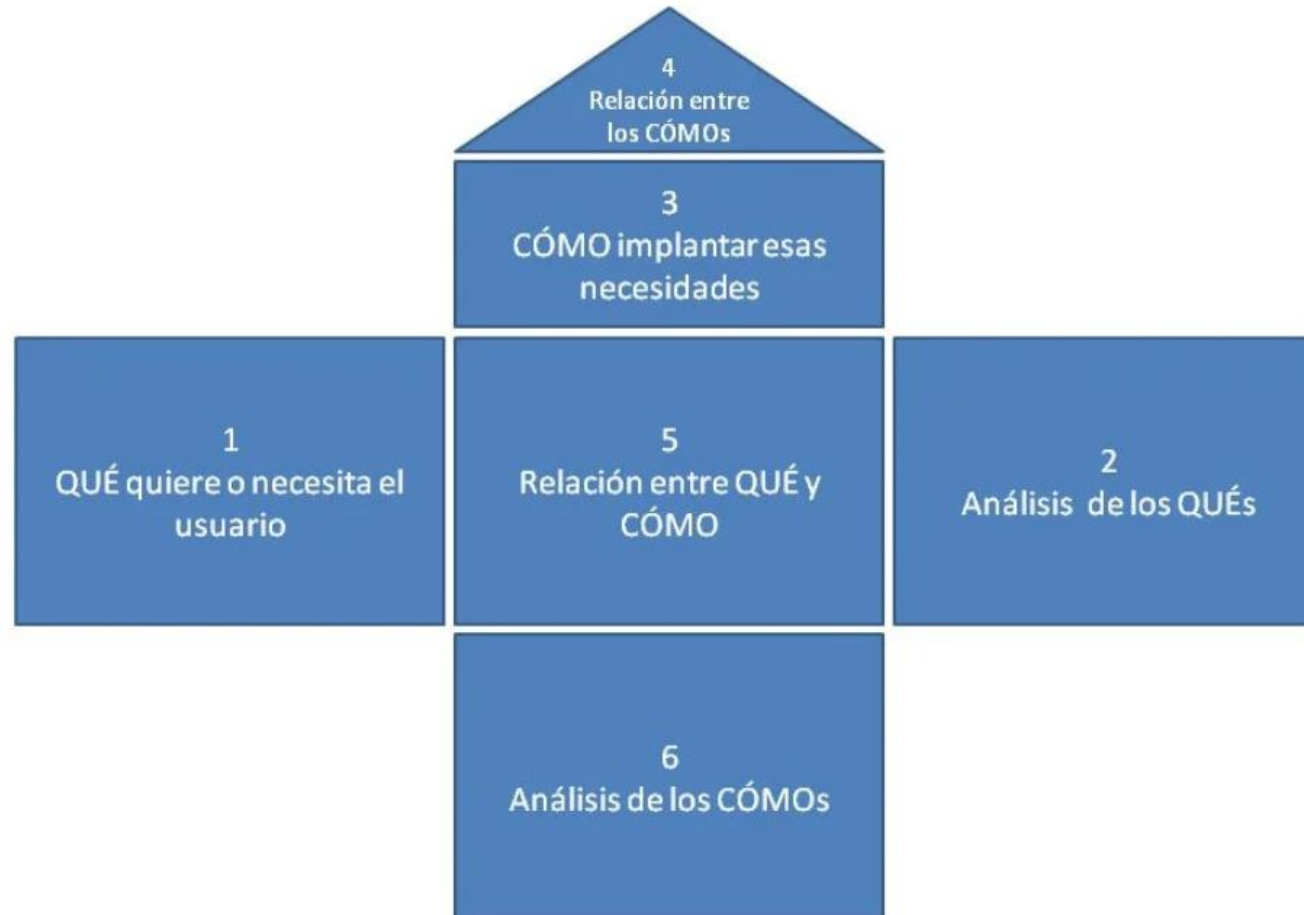 4
Relación entre
los CÓMOs
3
CÓMO implantar esas
necesidades
1
QUÉ quiere o necesita el
usuario
5
Relación entre QUÉ y
CÓMO
2
Análisis de los QUÉs
6
Análisis de los CÓMOs